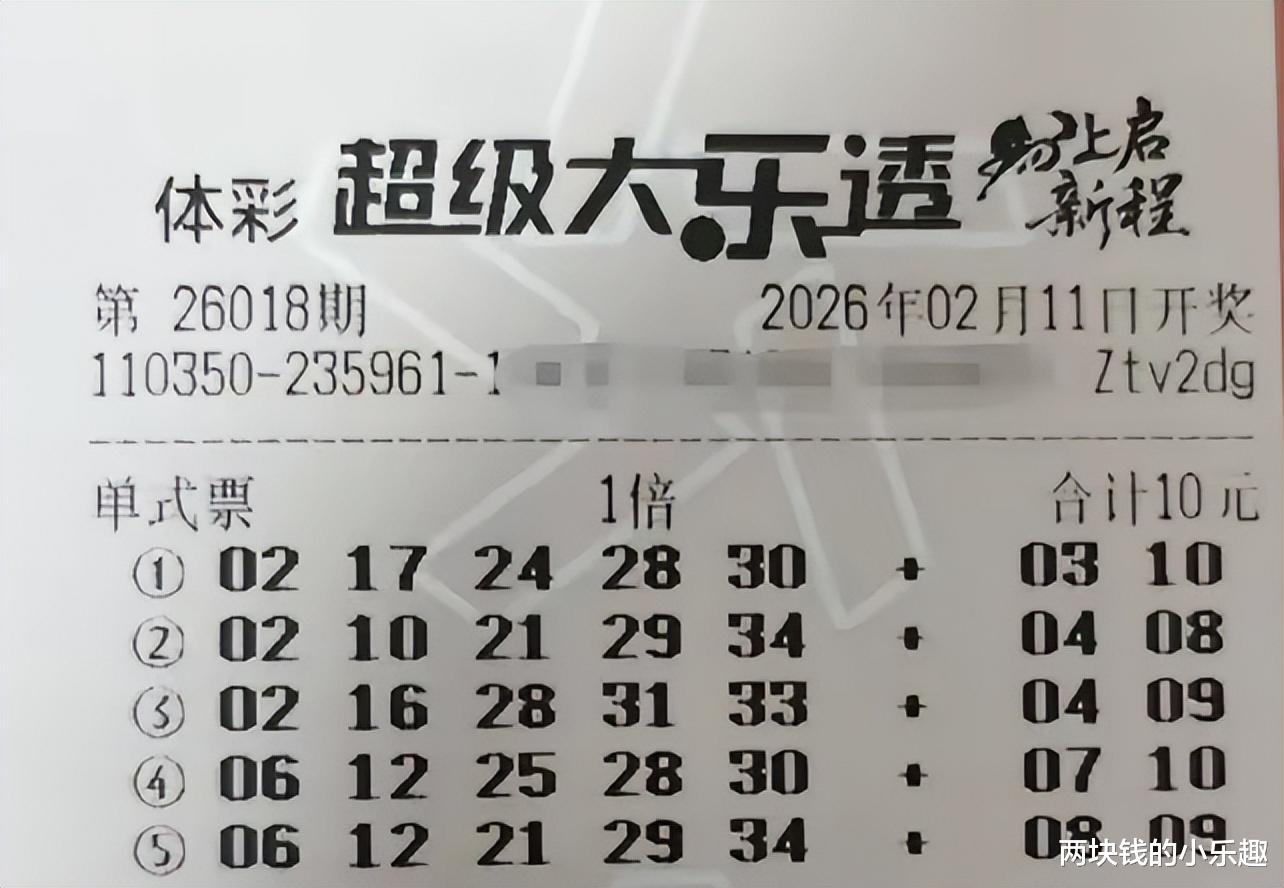 体彩 超级大乐透 马上启新程
第 26018期 2026年02月11日开奖
110350-235961-1 Ztv2dg
单式票 1倍 合计10元
① 02 17 24 28 30 + 03 10
② 02 10 21 29 34 + 04 08
③ 02 16 28 31 33 + 04 09
④ 06 12 25 28 30 + 07 10
⑤ 06 12 21 29 34 + 08 09
两块钱的小乐趣